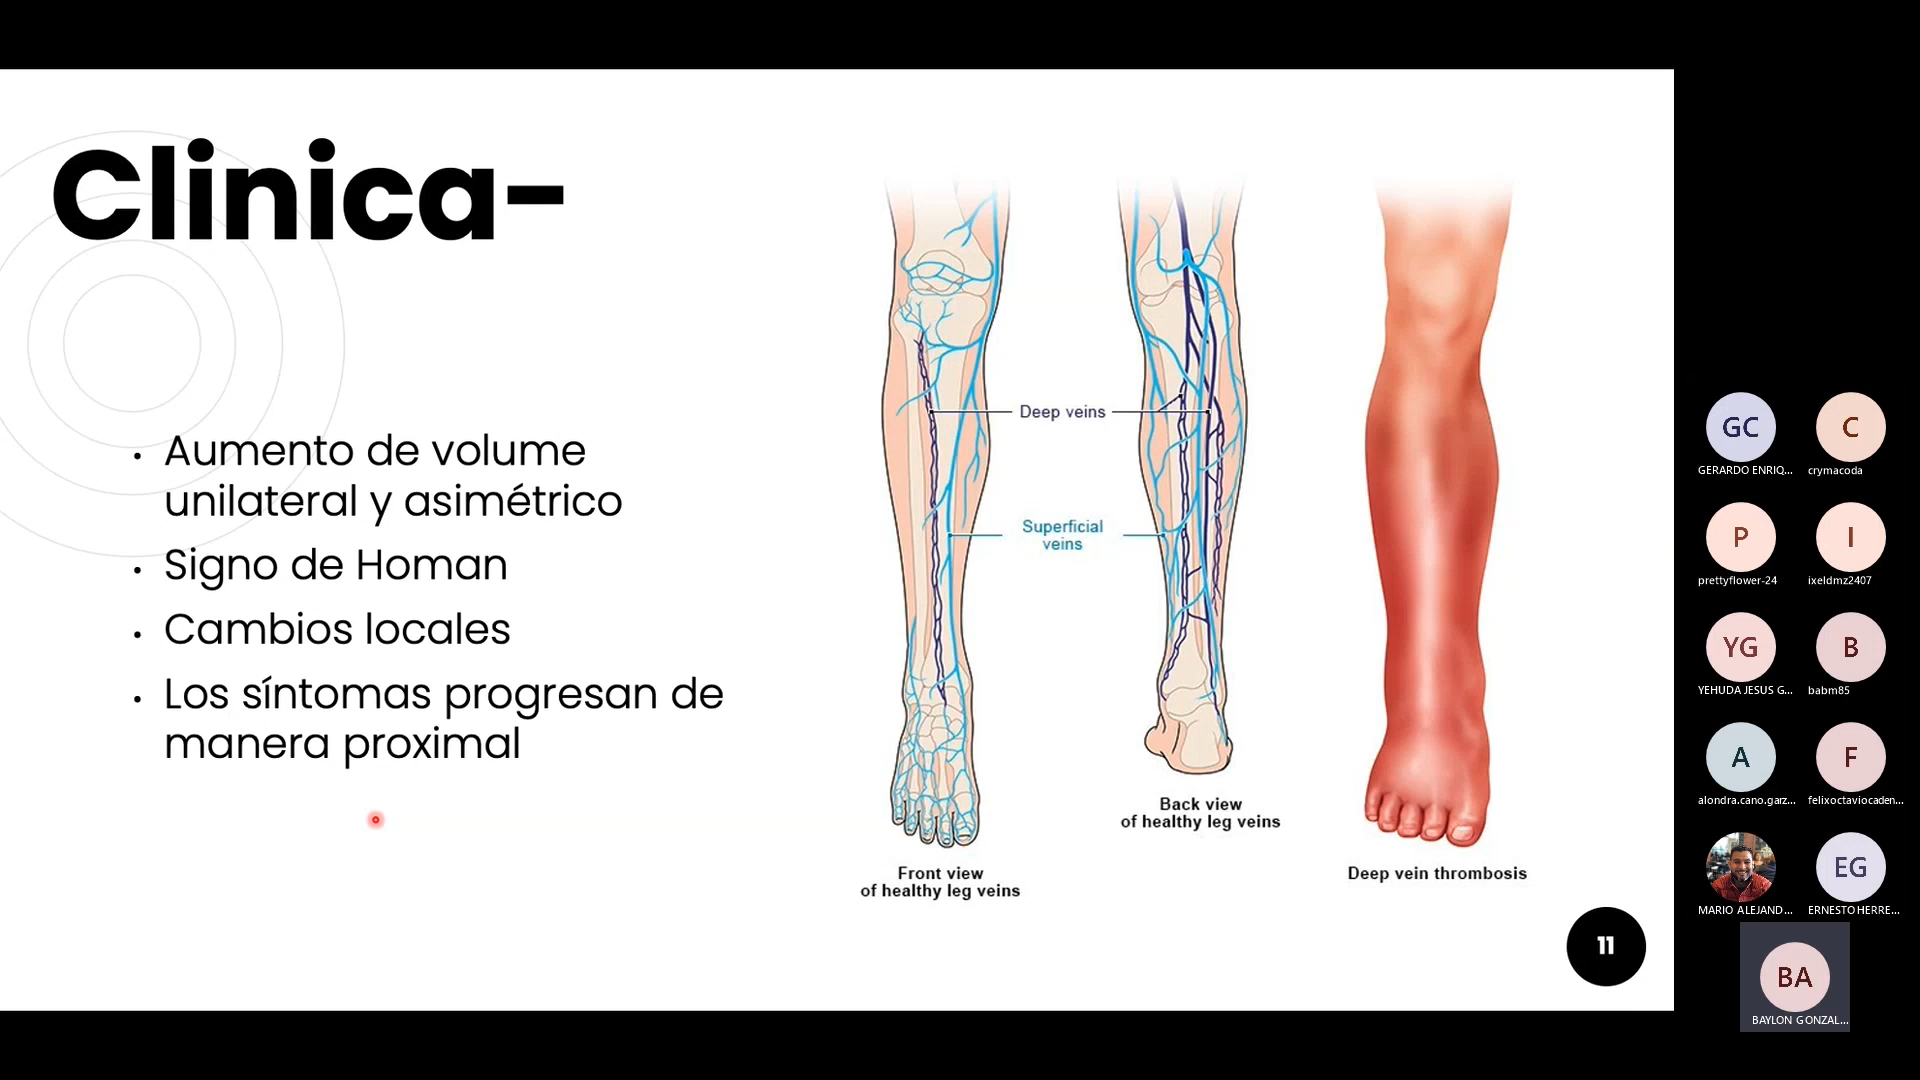 Clinica-
• Aumento de volume
unilateral y asimétrico
• Signo de Homan
• Cambios locales
• Los síntomas progresan de
manera proximal
Deep veins
Superficial
veins
Front view
of healthy leg veins
Back view
of healthy leg veins
Deep vein thrombosis
11
GC
GERARDO ENRIQ...
C
crymacoda
P
prettyflower-24
I
ixeldmz2407
YG
YEHUDA JESUS G...
B
babm85
A
alondra.cano.garz...
F
felixoctaviocaden...
MARIO ALEJAND...
EG
ERNESTO HERRE...
BA
BAYLON GONZAL...